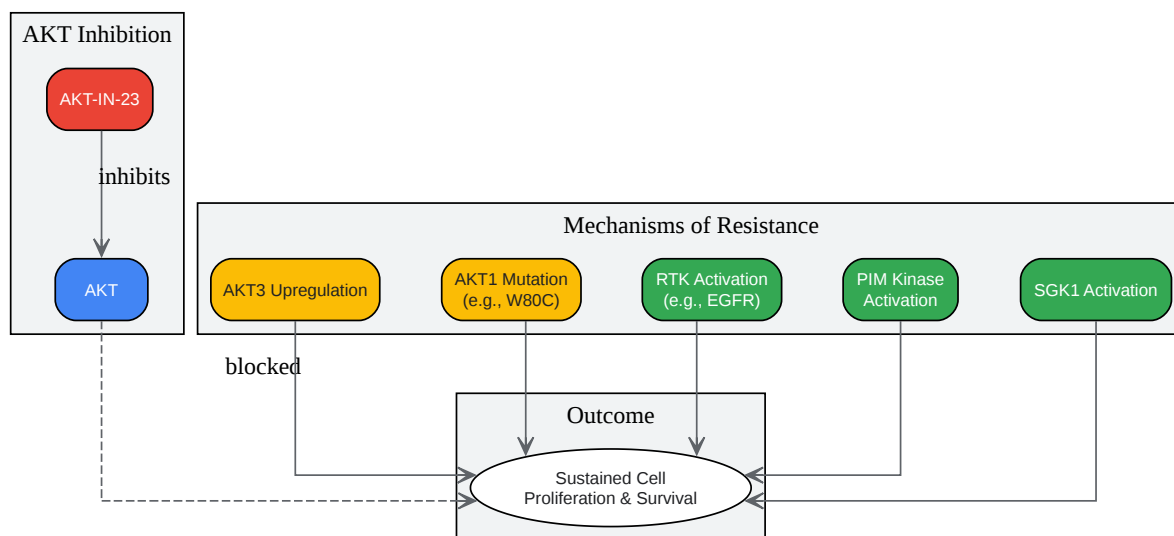 AKT Inhibition
AKT-IN-23
inhibits
AKT
Mechanisms of Resistance
AKT3 Upregulation
AKT1 Mutation
(e.g., W80C)
RTK Activation
(e.g., EGFR)
PIM Kinase
Activation
SGK1 Activation
blocked
Outcome
Sustained Cell
Proliferation & Survival